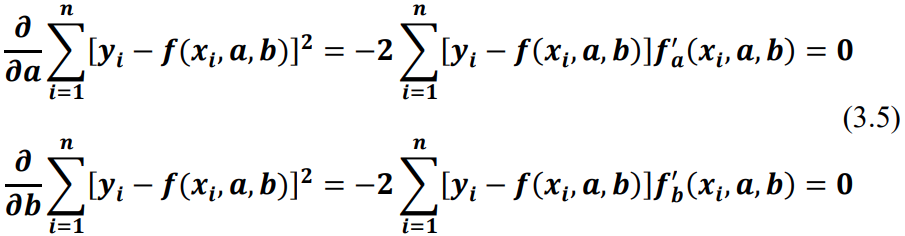 ∂/∂a ∑_{i=1}^{n} [y_i − f(x_i, a, b)]² = −2 ∑_{i=1}^{n} [y_i − f(x_i, a, b)]f′_a(x_i, a, b) = 0
(3.5)
∂/∂b ∑_{i=1}^{n} [y_i − f(x_i, a, b)]² = −2 ∑_{i=1}^{n} [y_i − f(x_i, a, b)]f′_b(x_i, a, b) = 0